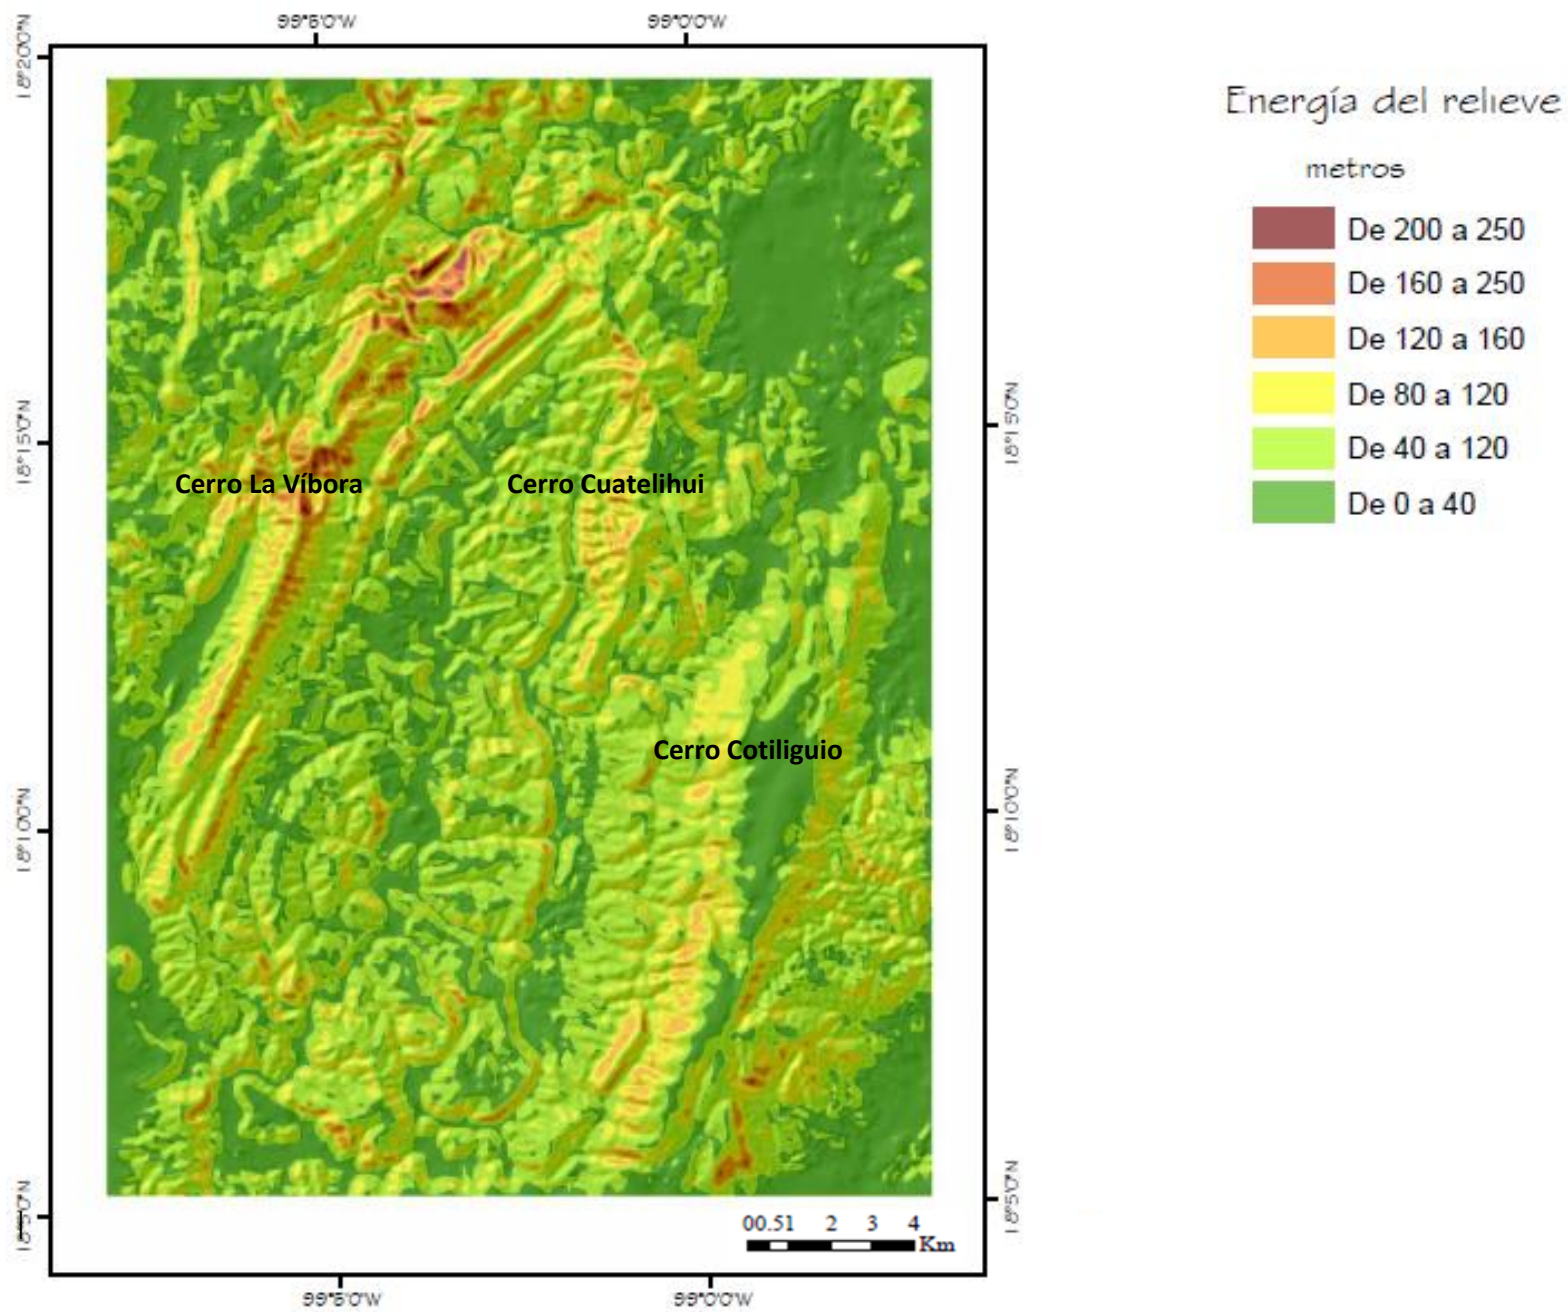 99°5'0"W
99°0'0"W
18°20'0"N
Energía del relieve
metros
De 200 a 250
De 160 a 250
De 120 a 160
De 80 a 120
De 40 a 120
De 0 a 40
18°15'0"N
18°15'0"N
Cerro La Víbora
Cerro Cuatelihui
Cerro Cotiliguio
18°10'0"N
18°10'0"N
18°5'0"N
18°5'0"N
00.51 2 3 4
Km
99°5'0"W
99°0'0"W